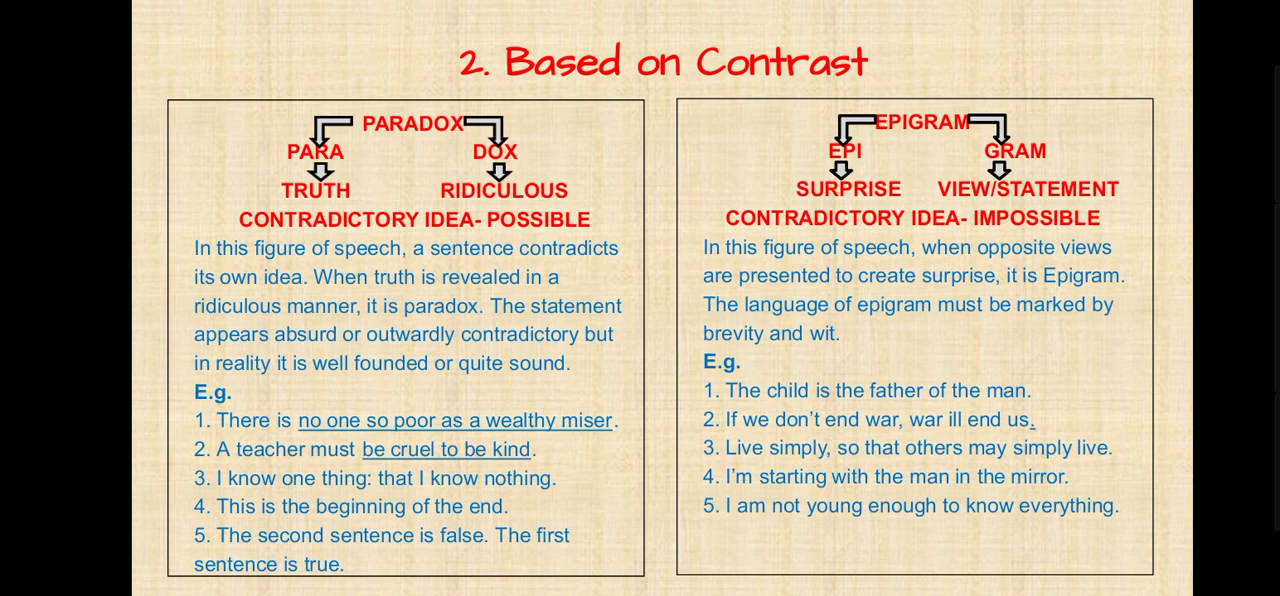 2. Based on Contrast
PARADOX
PARA DOX
TRUTH RIDICULOUS
CONTRADICTORY IDEA- POSSIBLE
In this figure of speech, a sentence contradicts
its own idea. When truth is revealed in a
ridiculous manner, it is paradox. The statement
appears absurd or outwardly contradictory but
in reality it is well founded or quite sound.
E.g.
1. There is no one so poor as a wealthy miser.
2. A teacher must be cruel to be kind.
3. I know one thing: that I know nothing.
4. This is the beginning of the end.
5. The second sentence is false. The first
sentence is true.
EPIGRAM
EPI GRAM
SURPRISE VIEW/STATEMENT
CONTRADICTORY IDEA- IMPOSSIBLE
In this figure of speech, when opposite views
are presented to create surprise, it is Epigram.
The language of epigram must be marked by
brevity and wit.
E.g.
1. The child is the father of the man.
2. If we don’t end war, war ill end us.
3. Live simply, so that others may simply live.
4. I’m starting with the man in the mirror.
5. I am not young enough to know everything.